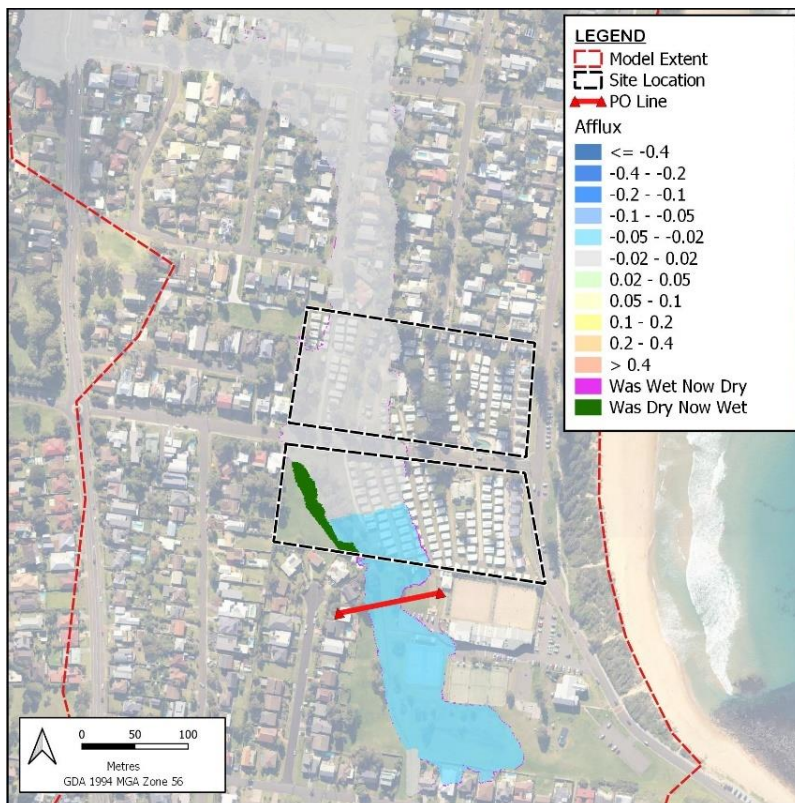 LEGEND
Model Extent
Site Location
PO Line
Afflux
<= -0.4
-0.4 - -0.2
-0.2 - -0.1
-0.1 - -0.05
-0.05 - -0.02
-0.02 - 0.02
0.02 - 0.05
0.05 - 0.1
0.1 - 0.2
0.2 - 0.4
> 0.4
Was Wet Now Dry
Was Dry Now Wet
0 50 100
Metres
GDA 1994 MGA Zone 56